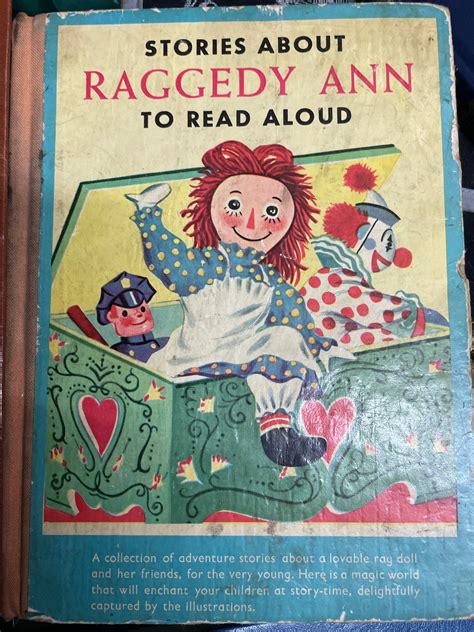 STORIES ABOUT
RAGGEDY ANN
TO READ ALOUD
A collection of adventure stories about a lovable rag doll
and her friends, for the very young. Here is a magic world
that will enchant your children at story-time, delightfully
captured by the illustrations.